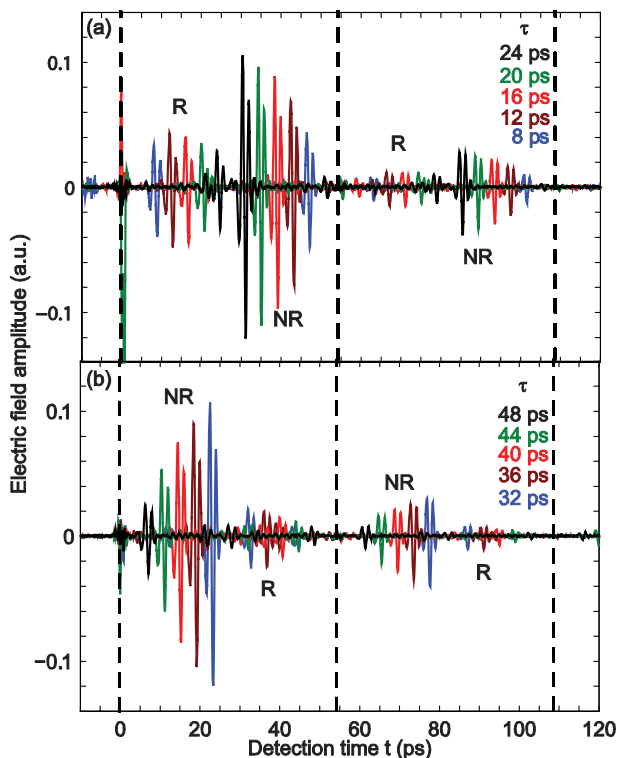 (a)
0.1
0
−0.1
τ
24 ps
20 ps
16 ps
12 ps
8 ps
R
NR
R
NR
Electric field amplitude (a.u.)
(b)
0.1
0
−0.1
τ
48 ps
44 ps
40 ps
36 ps
32 ps
NR
R
NR
R
0 20 40 60 80 100 120
Detection time t (ps)